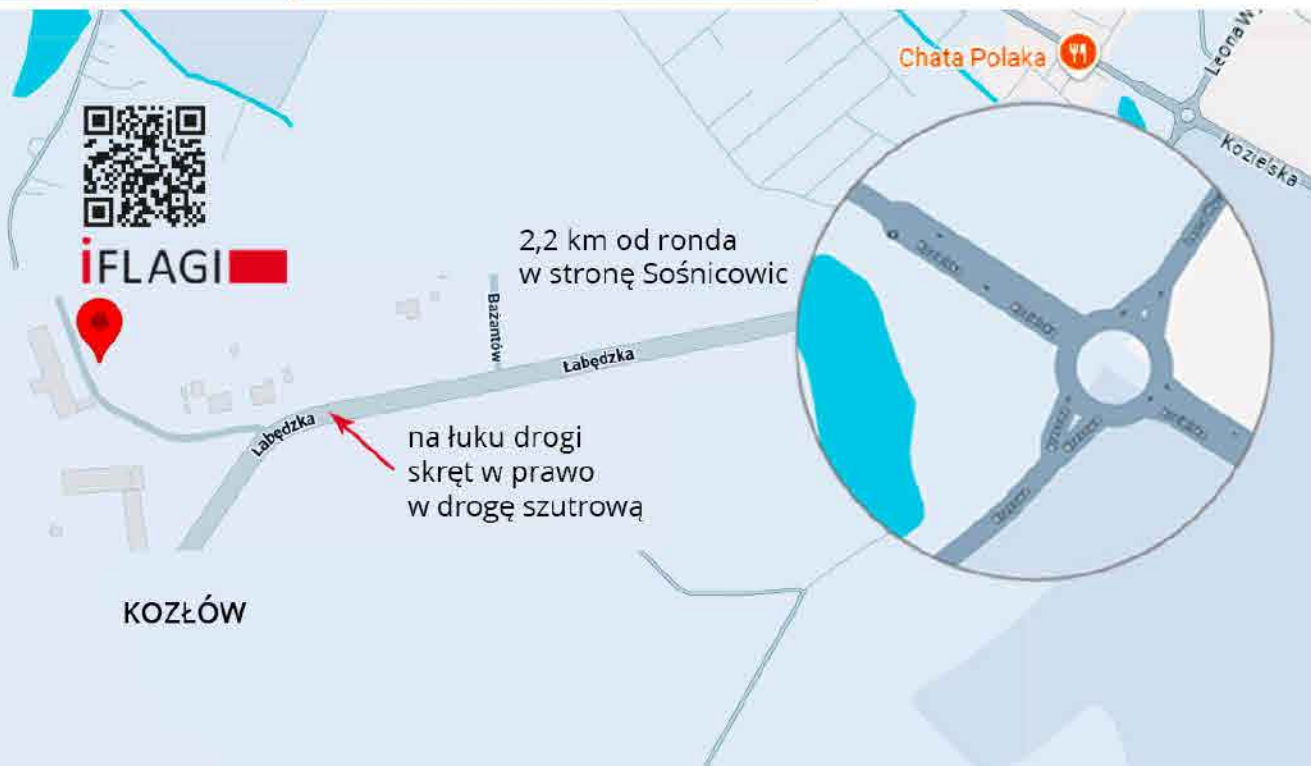 Chata Polaka
Leona Wy
Kozielska
iFLAGI
2,2 km od ronda
w stronę Sośnicowic
Bażantów
Łabędzka
Łabędzka
na łuku drogi
skręt w prawo
w drogę szutrową
KOZŁÓW